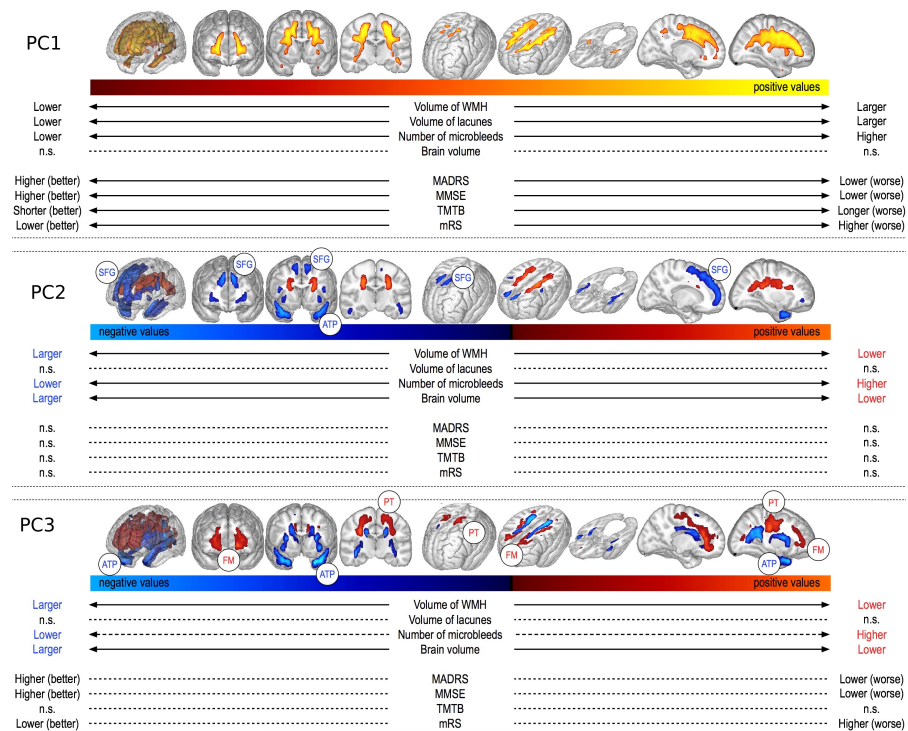 PC1
positive values
Lower Volume of WMH Larger
Lower Volume of lacunes Larger
Lower Number of microbleeds Higher
n.s. Brain volume n.s.
Higher (better) MADRS Lower (worse)
Higher (better) MMSE Lower (worse)
Shorter (better) TMTB Longer (worse)
Lower (better) mRS Higher (worse)
SFG SFG SFG SFG SFG
PC2
ATP
negative values positive values
Larger Volume of WMH Lower
n.s. Volume of lacunes n.s.
Lower Number of microbleeds Higher
Larger Brain volume Lower
n.s. MADRS n.s.
n.s. MMSE n.s.
n.s. TMTB n.s.
n.s. mRS n.s.
PT PT
PC3
PT
FM FM FM
ATP ATP ATP
negative values positive values
Larger Volume of WMH Lower
n.s. Volume of lacunes n.s.
Lower Number of microbleeds Higher
Larger Brain volume Lower
Higher (better) MADRS Lower (worse)
Higher (better) MMSE Lower (worse)
n.s. TMTB n.s.
Lower (better) mRS Higher (worse)